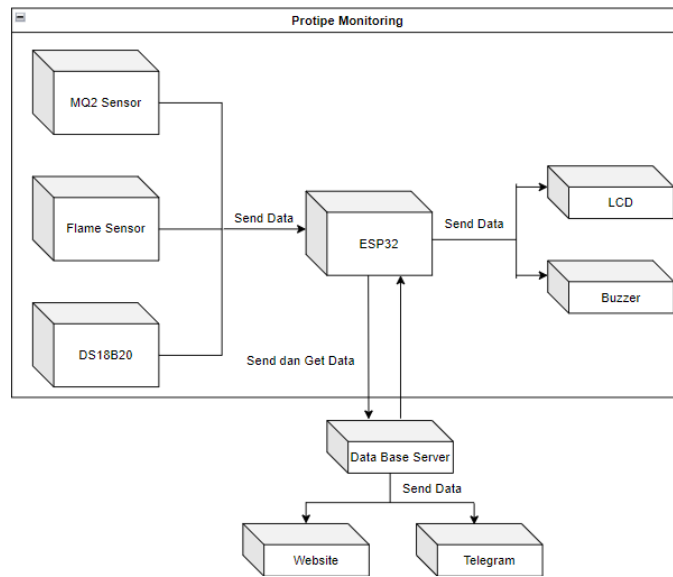 Protipe Monitoring
MQ2 Sensor
Flame Sensor
DS18B20
Send Data
ESP32
Send Data
LCD
Buzzer
Send dan Get Data
Data Base Server
Send Data
Website
Telegram